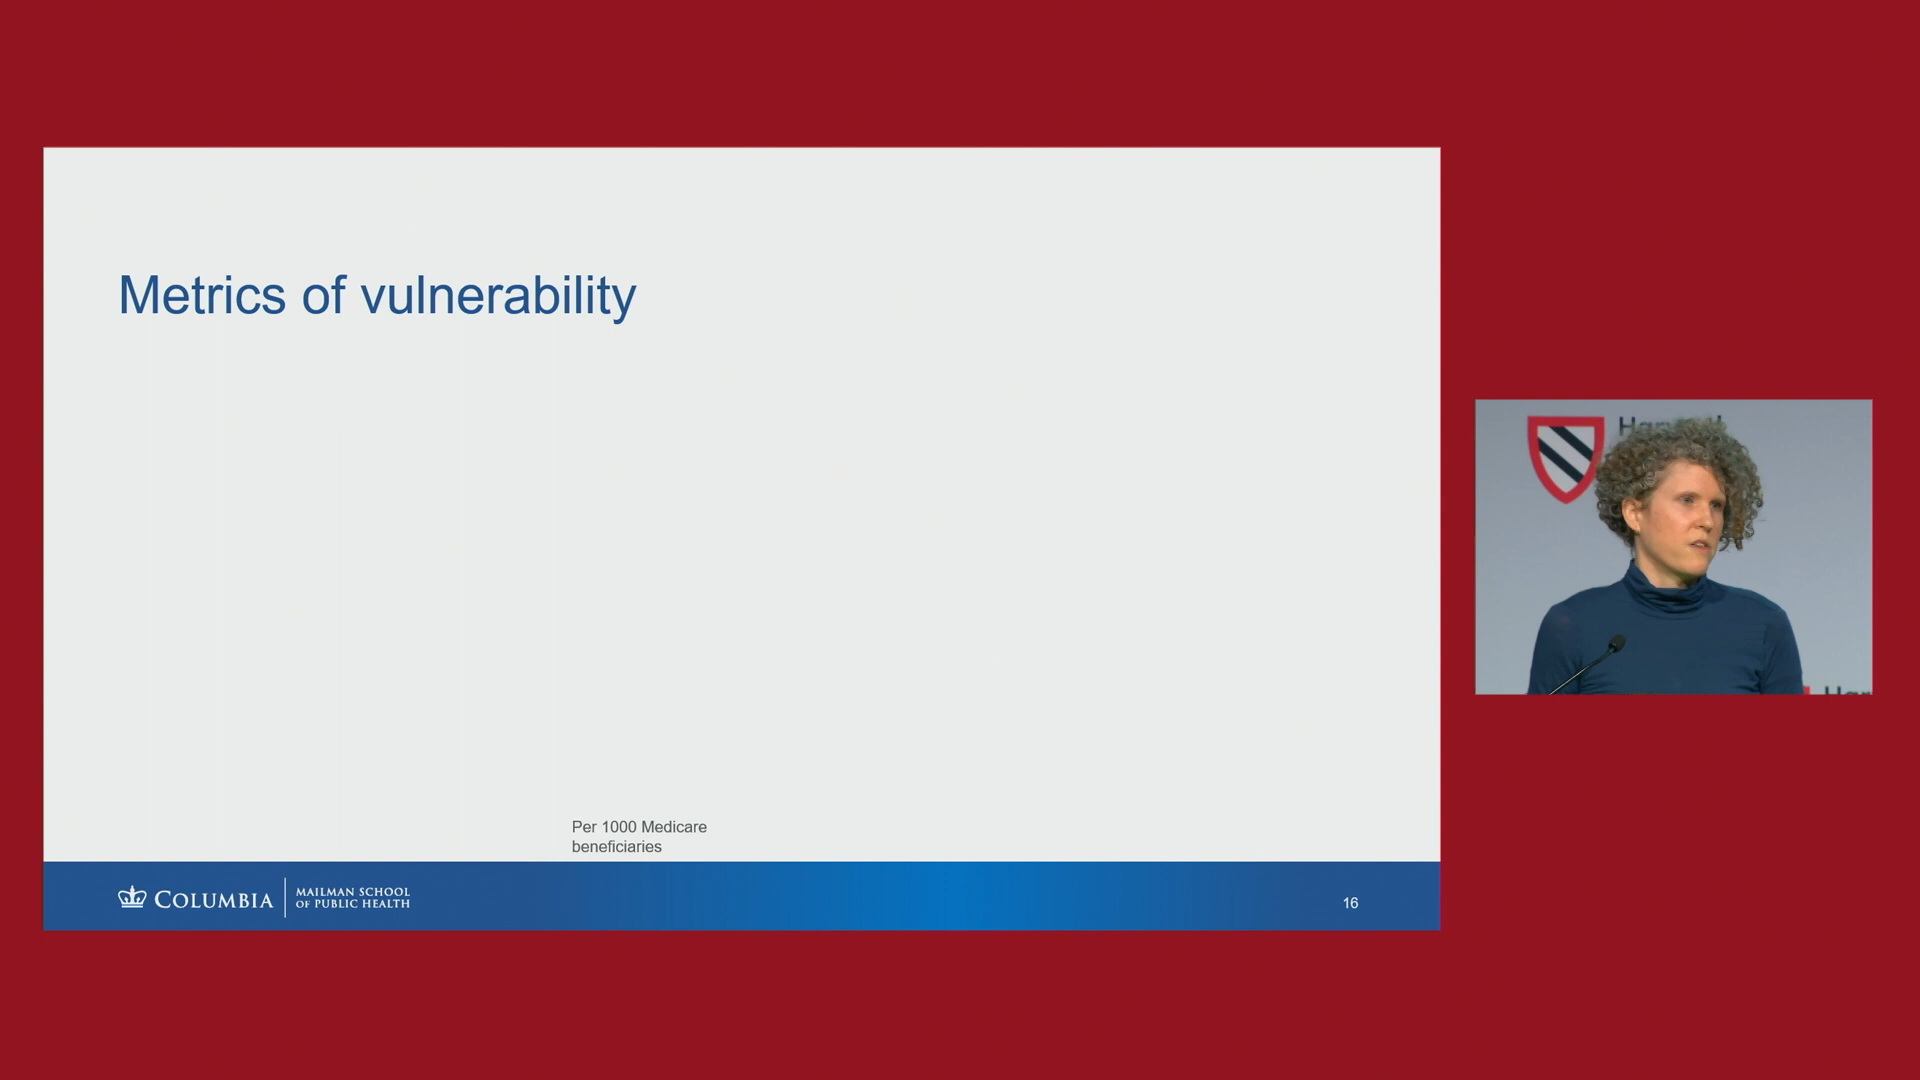 Metrics of vulnerability
Per 1000 Medicare
beneficiaries
COLUMBIA
MAILMAN SCHOOL
OF PUBLIC HEALTH
16